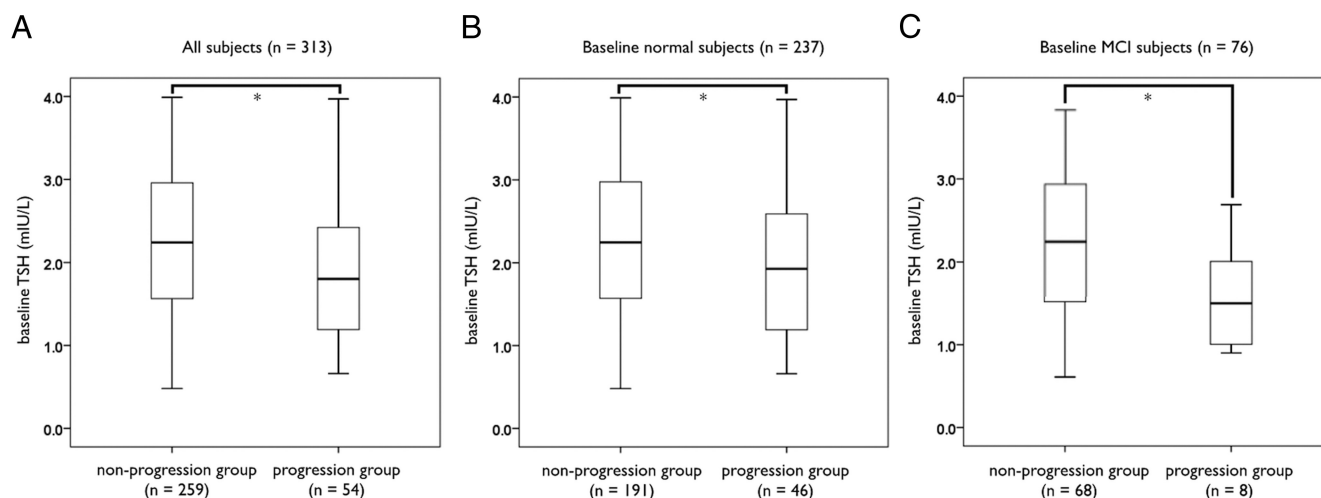 A
All subjects (n = 313)
baseline TSH (mIU/L)
4.0
3.0
2.0
1.0
0.0
*
non-progression group
(n = 259)
progression group
(n = 54)
B
Baseline normal subjects (n = 237)
baseline TSH (mIU/L)
4.0
3.0
2.0
1.0
0.0
*
non-progression group
(n = 191)
progression group
(n = 46)
C
Baseline MCI subjects (n = 76)
baseline TSH (mIU/L)
4.0
3.0
2.0
1.0
0.0
*
non-progression group
(n = 68)
progression group
(n = 8)